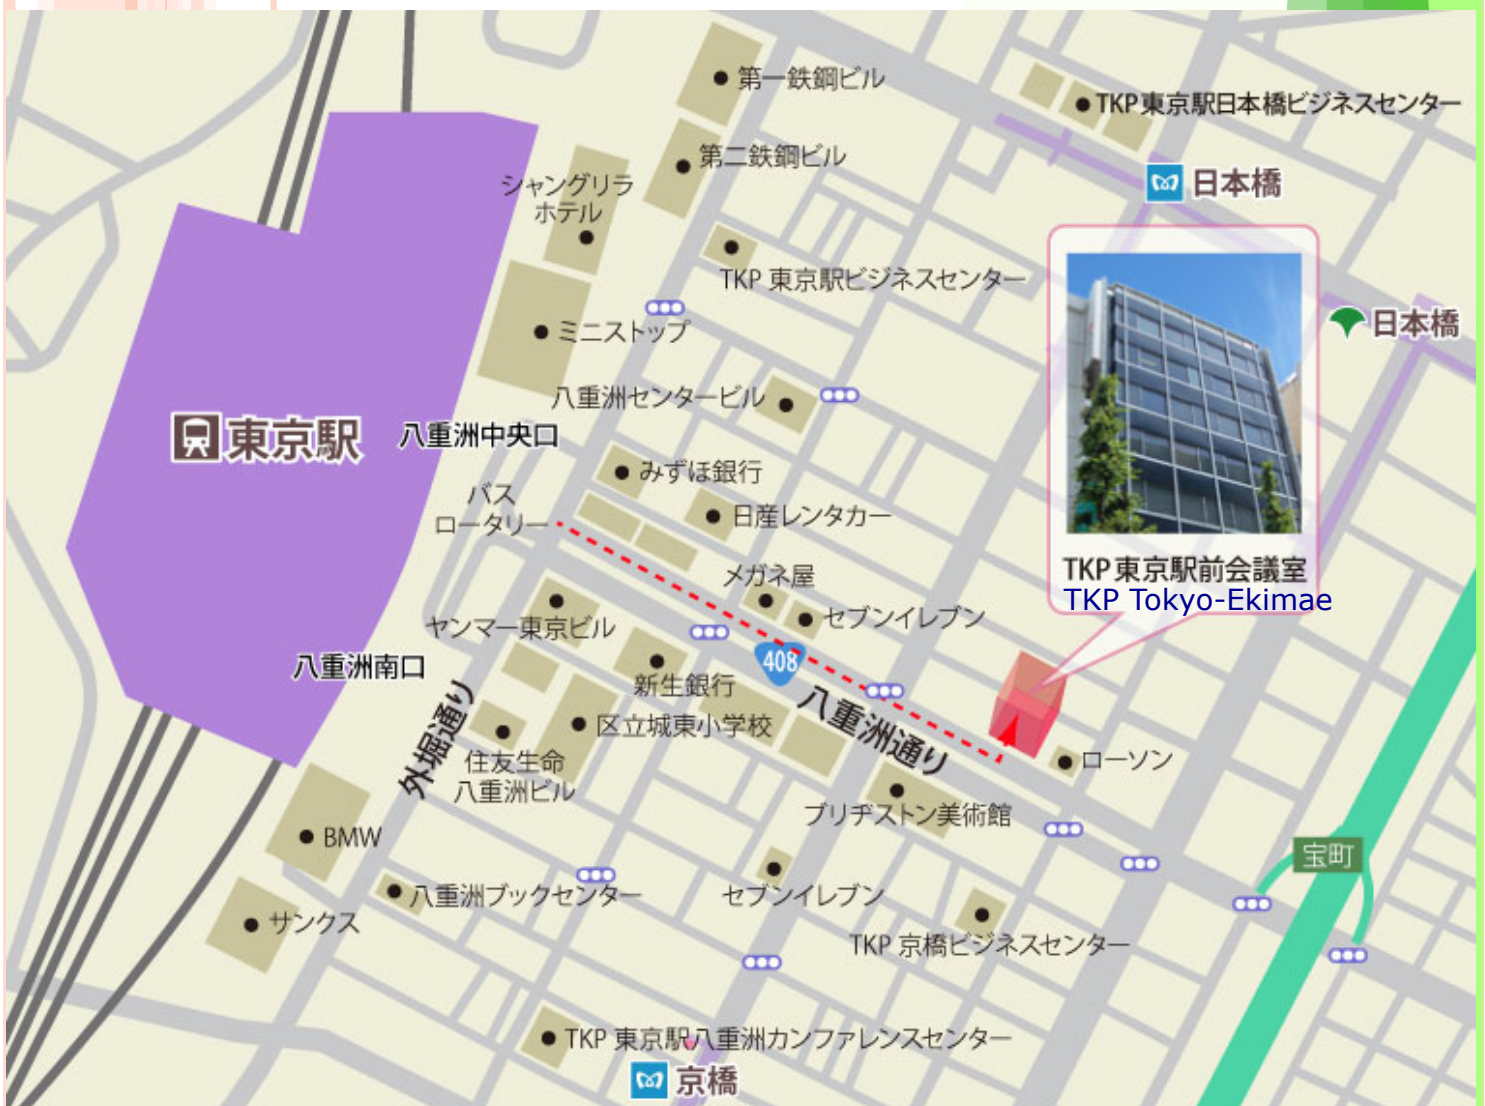 第一鉄鋼ビル
TKP東京駅日本橋ビジネスセンター
第二鉄鋼ビル
日本橋
シャングリラ
ホテル
TKP 東京駅ビジネスセンター
ミニストップ
日本橋
八重洲センタービル
東京駅
八重洲中央口
みずほ銀行
バス
ロータリー
日産レンタカー
TKP東京駅前会議室
TKP Tokyo-Ekimae
メガネ屋
セブンイレブン
ヤンマー東京ビル
408
八重洲南口
新生銀行
八重洲通り
外堀通り
区立城東小学校
住友生命
八重洲ビル
ローソン
ブリヂストン美術館
BMW
宝町
八重洲ブックセンター
セブンイレブン
サンクス
TKP 京橋ビジネスセンター
TKP 東京駅八重洲カンファレンスセンター
京橋